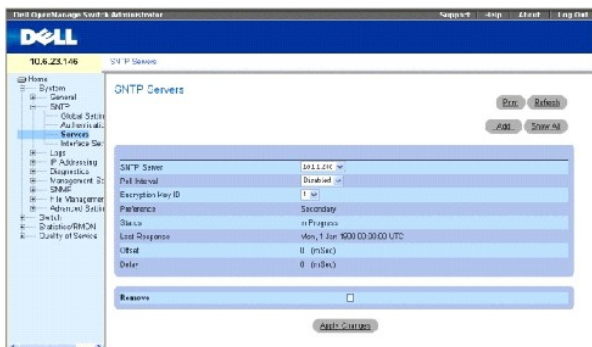 Dell OpenManage Switch Administrator
Support Help About Log Out
DELL
10.6.23.146
SNTP Servers
Home
System
General
SNTP
Global Settin
Authenticati
Servers
Interface Set
Logs
IP Addressing
Diagnostics
Management Se
SNMP
File Managemen
Advanced Settin
Switch
Statistics/RMON
Quality of Service
SNTP Servers
Print Refresh
Add Show All
SNTP Server
Poll Interval Disabled
Encryption Key ID 1
Preference Secondary
Status In Progress
Last Response Mon, 1 Jan 1900 00:00:00 UTC
Offset 0 (mSec)
Delay 0 (mSec)
Remove
Apply Changes